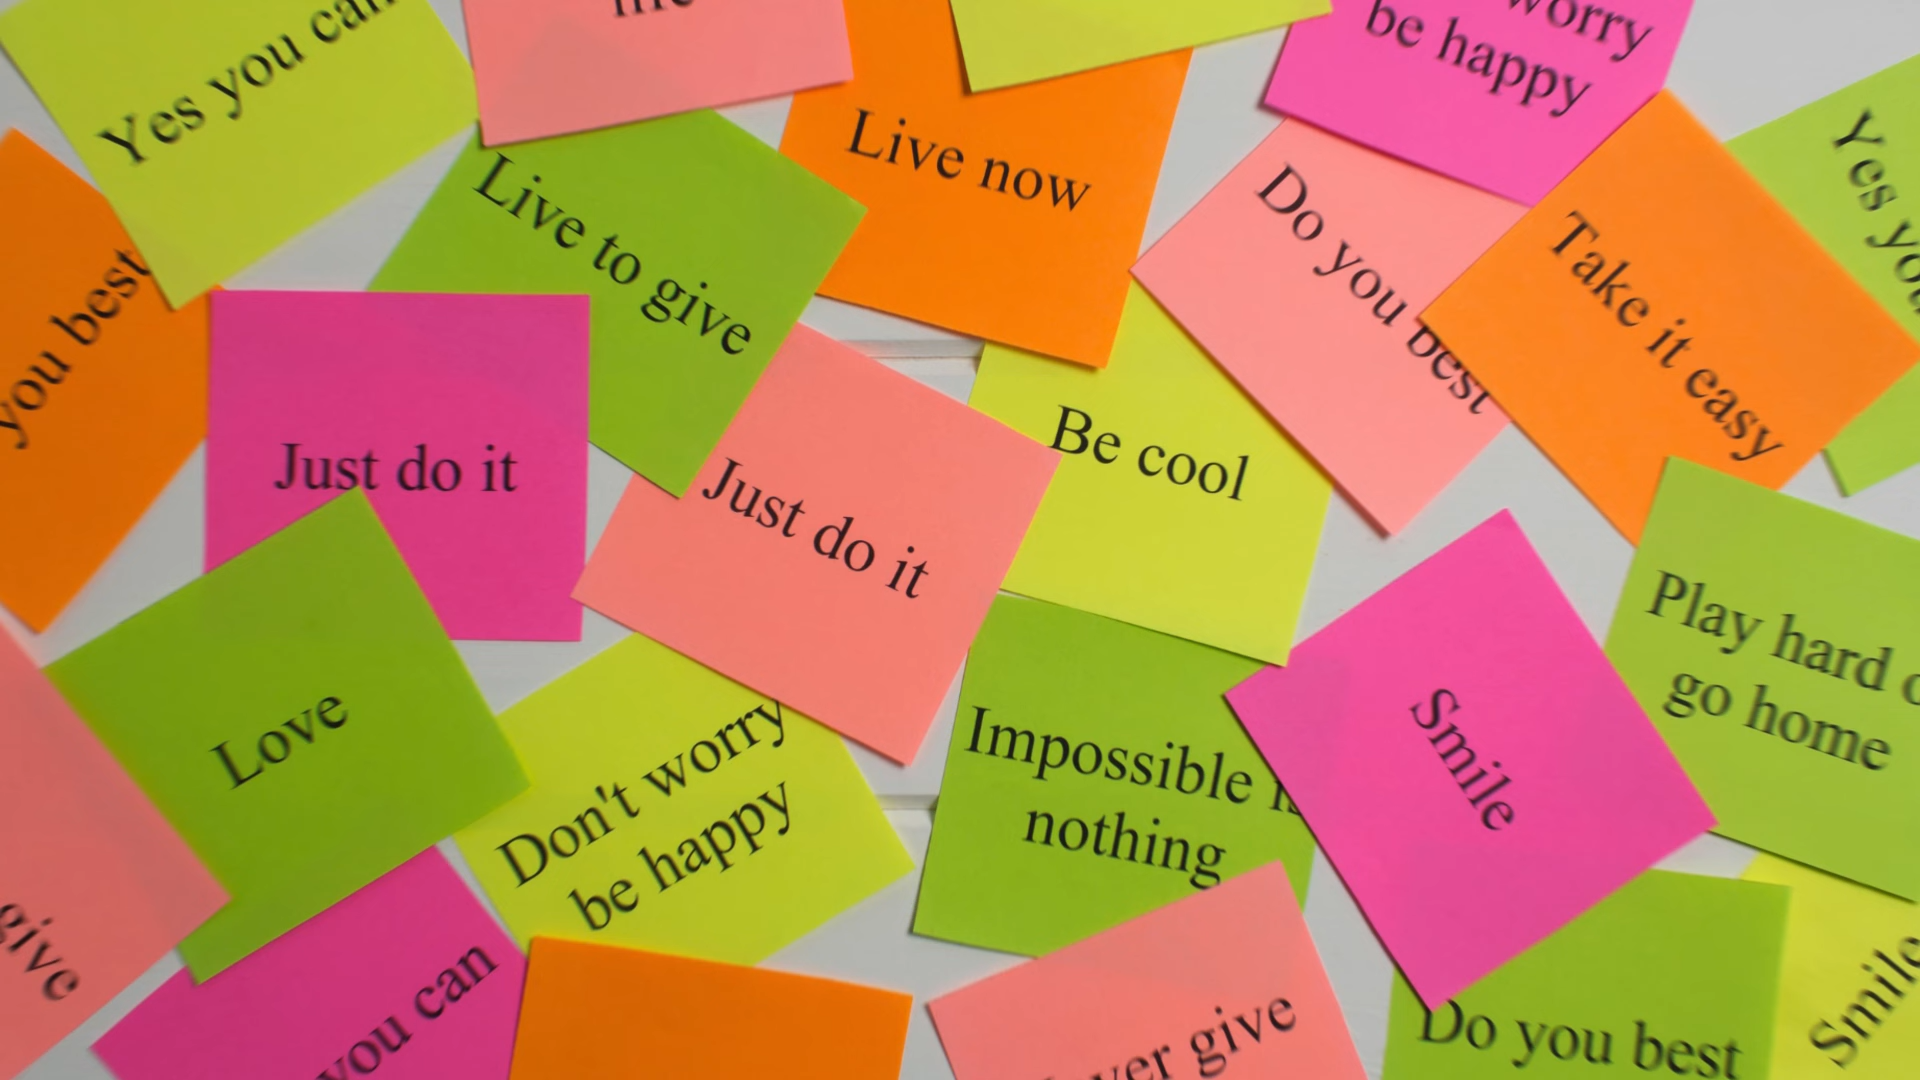 Yes you can
worry
be happy
Live now
Live to give
Do you best
Yes
Take it easy
you best
Just do it
Be cool
Just do it
Play hard
go home
Love
Smile
Don't worry
be happy
Impossible
nothing
give
you can
give
Do you best
Smile